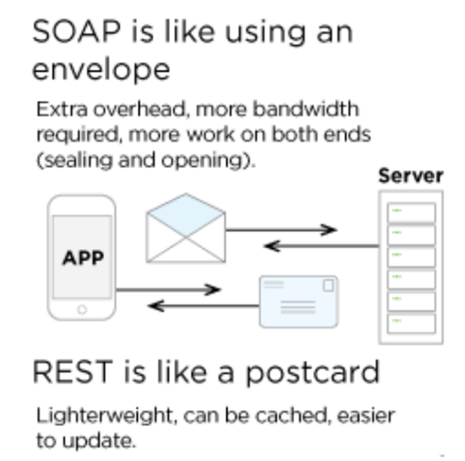 SOAP is like using an
envelope
Extra overhead, more bandwidth
required, more work on both ends
(sealing and opening).
Server
APP
REST is like a postcard
Lighterweight, can be cached, easier
to update.